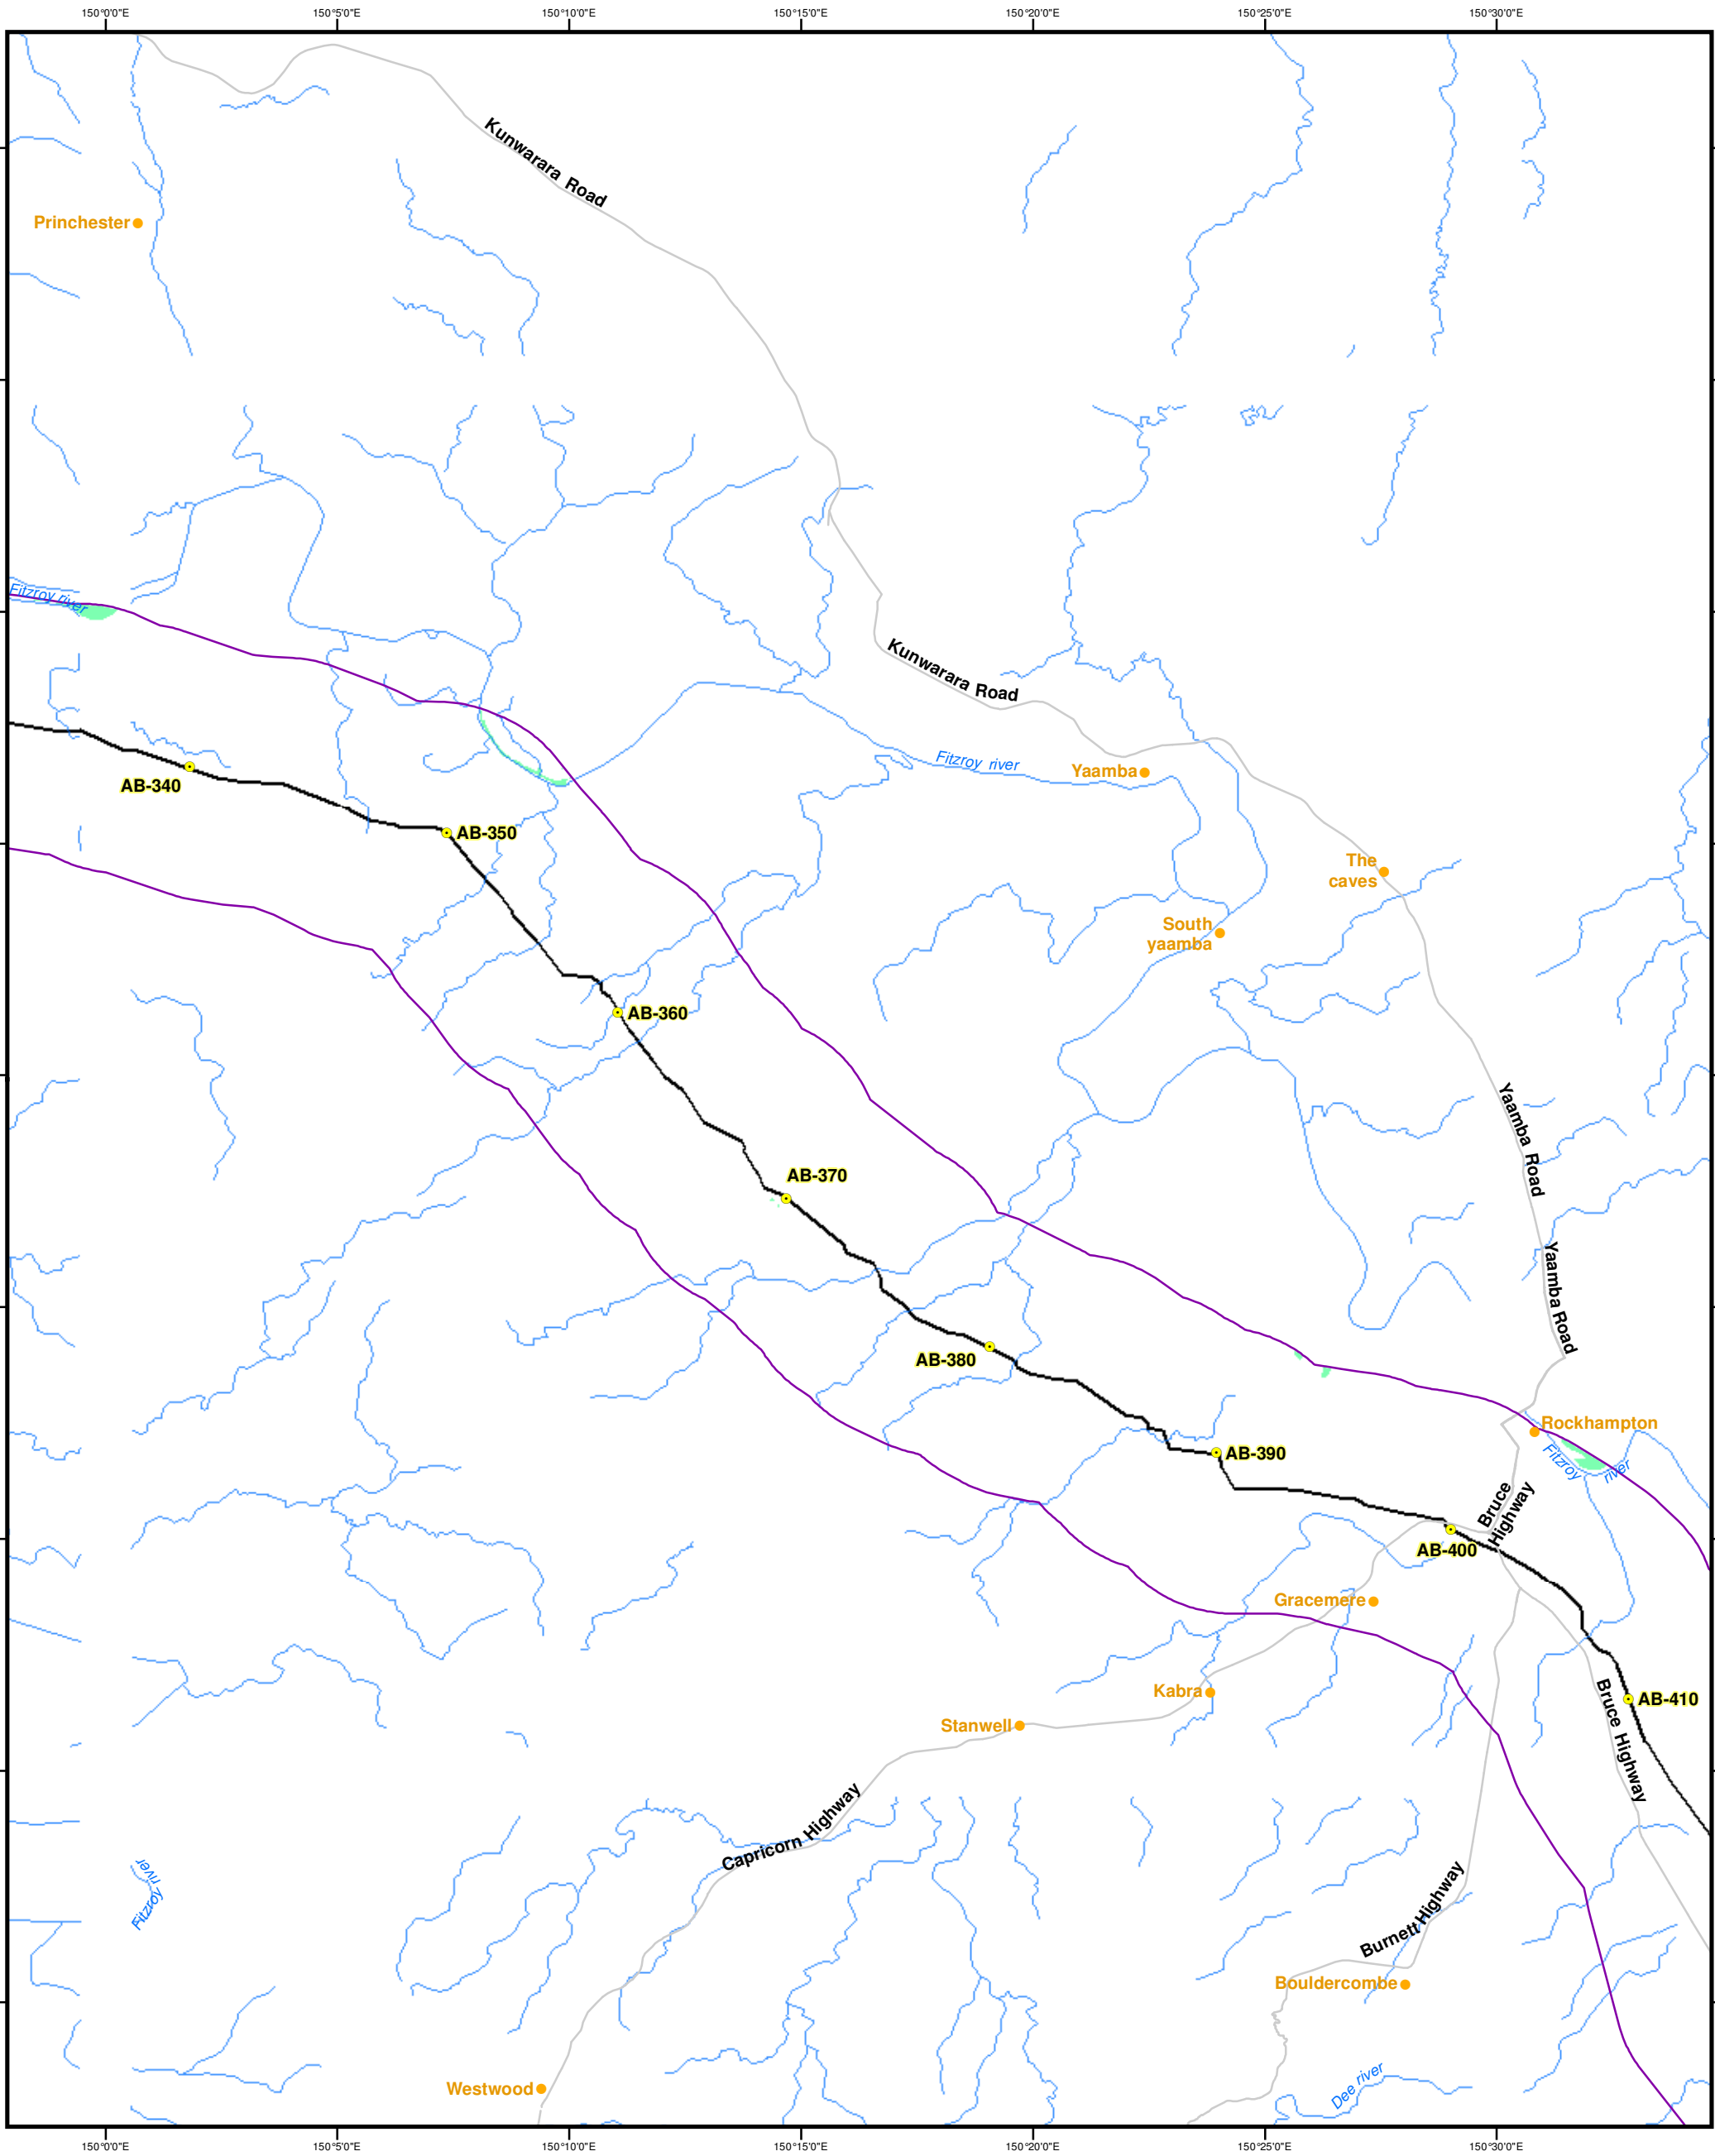 150°0'0"E
150°5'0"E
150°10'0"E
150°15'0"E
150°20'0"E
150°25'0"E
150°30'0"E
Kunwarara Road
Princhester
Fitzroy river
Kunwarara Road
Fitzroy river
Yaamba
AB-340
AB-350
The
caves
South
yaamba
AB-360
Yaamba Road
AB-370
Yaamba Road
AB-380
Rockhampton
AB-390
Fitzroy
river
Bruce
Highway
AB-400
Gracemere
Kabra
AB-410
Bruce Highway
Stanwell
Capricorn Highway
Fitzroy
river
Burnett Highway
Bouldercombe
Westwood
Dee river
150°0'0"E
150°5'0"E
150°10'0"E
150°15'0"E
150°20'0"E
150°25'0"E
150°30'0"E